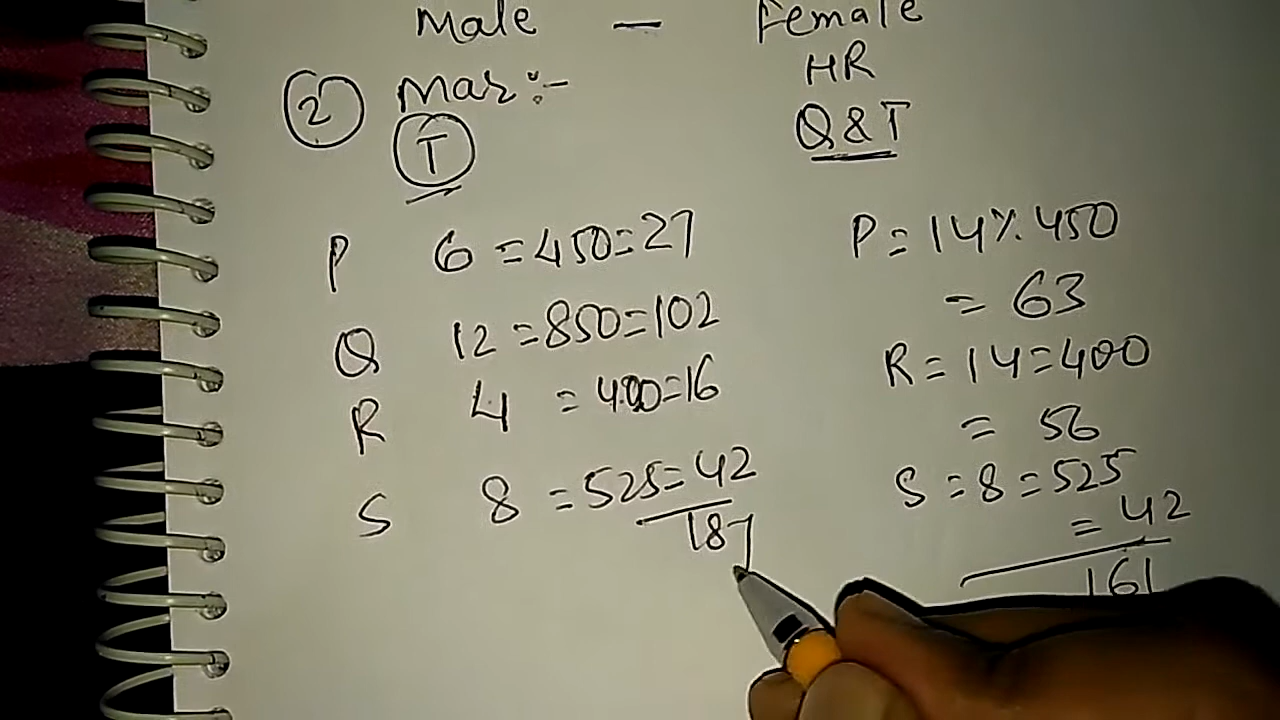 Male — Female
HR
② Mar :-
Q & T
T
P 6 = 450 = 27
P = 14% 450
= 63
Q 12 = 850 = 102
R = 14 = 400
R 4 = 400 = 16
= 56
S 8 = 525 = 42
S = 8 = 525
187
= 42
161